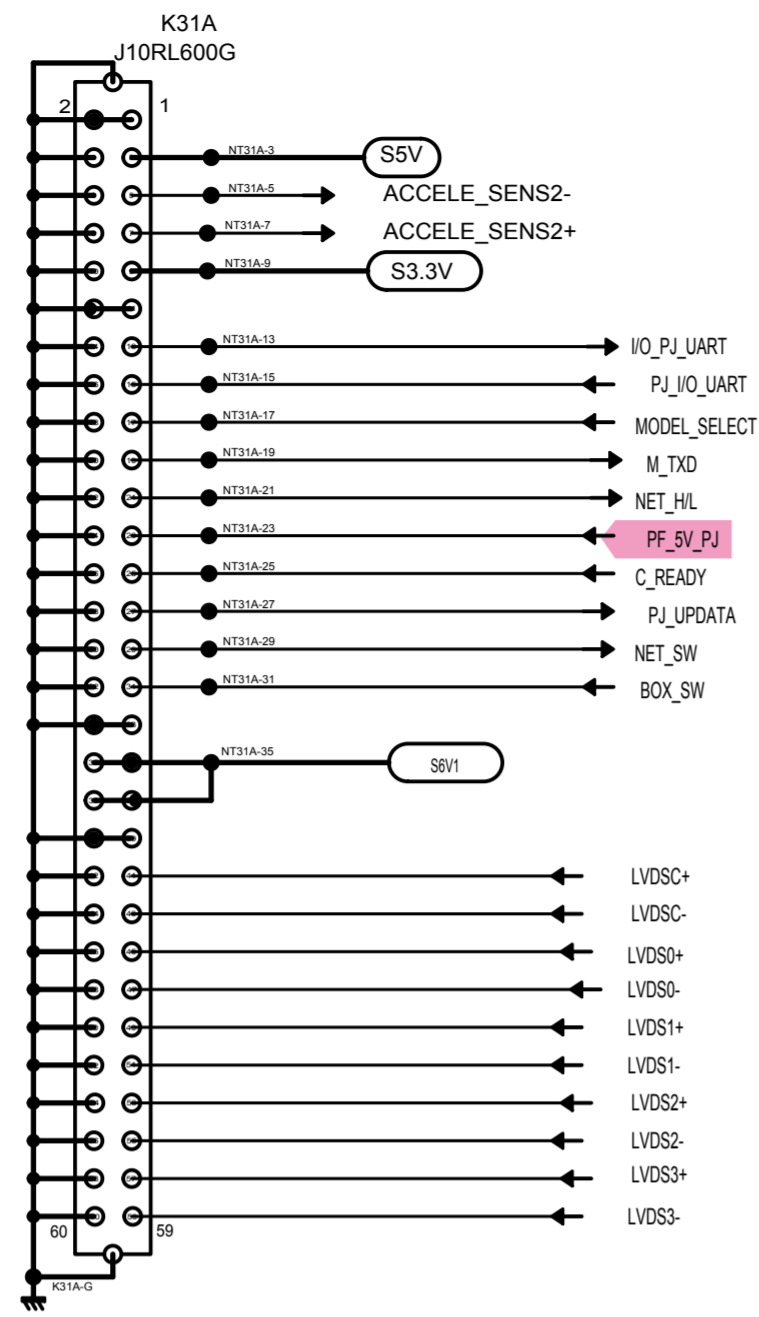 K31A
J10RL600G
2 1
NT31A-3 S5V
NT31A-5 ACCELE_SENS2-
NT31A-7 ACCELE_SENS2+
NT31A-9 S3.3V
NT31A-13 I/O_PJ_UART
NT31A-15 PJ_I/O_UART
NT31A-17 MODEL_SELECT
NT31A-19 M_TXD
NT31A-21 NET_H/L
NT31A-23 PF_5V_PJ
NT31A-25 C_READY
NT31A-27 PJ_UPDATA
NT31A-29 NET_SW
NT31A-31 BOX_SW
NT31A-35 S6V1
LVDSC+
LVDSC-
LVDS0+
LVDS0-
LVDS1+
LVDS1-
LVDS2+
LVDS2-
LVDS3+
LVDS3-
60 59
K31A-G